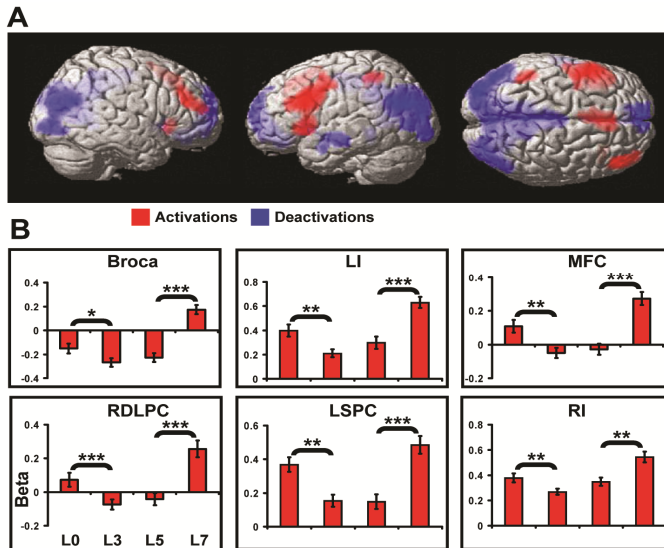 A
Activations Deactivations
B
Broca LI MFC
0.4 0.8 0.4
* *** ** *** ** ***
0.2 0.6 0.2
0 0.4 0
-0.2 0.2
-0.4 0 -0.2
RDLPC LSPC RI
0.4 0.6 0.8
*** *** ** *** ** **
0.2 0.4 0.6
0 0.2 0.4
-0.2 0 0.2
0
Beta
L0 L3 L5 L7